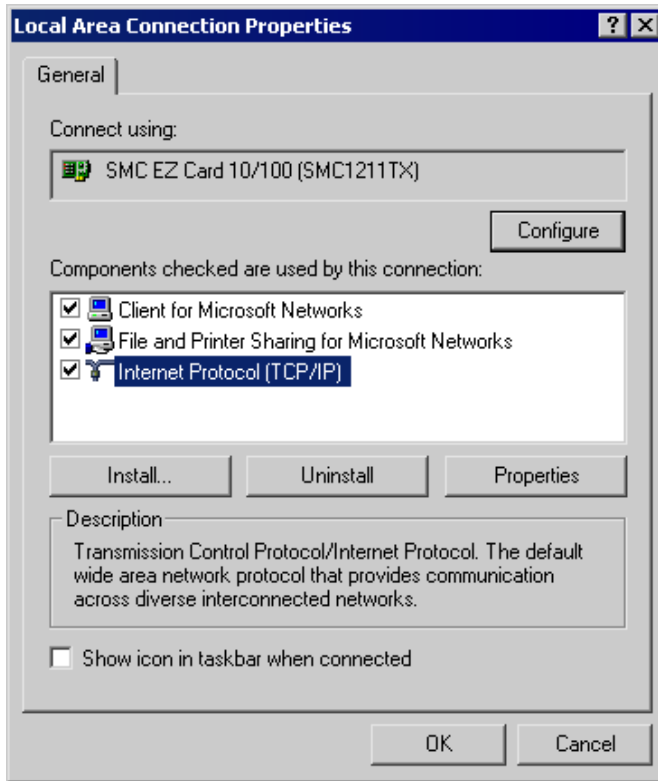 Local Area Connection Properties
General
Connect using:
SMC EZ Card 10/100 (SMC1211TX)
Configure
Components checked are used by this connection:
Client for Microsoft Networks
File and Printer Sharing for Microsoft Networks
Internet Protocol (TCP/IP)
Install... Uninstall Properties
Description
Transmission Control Protocol/Internet Protocol. The default
wide area network protocol that provides communication
across diverse interconnected networks.
Show icon in taskbar when connected
OK Cancel